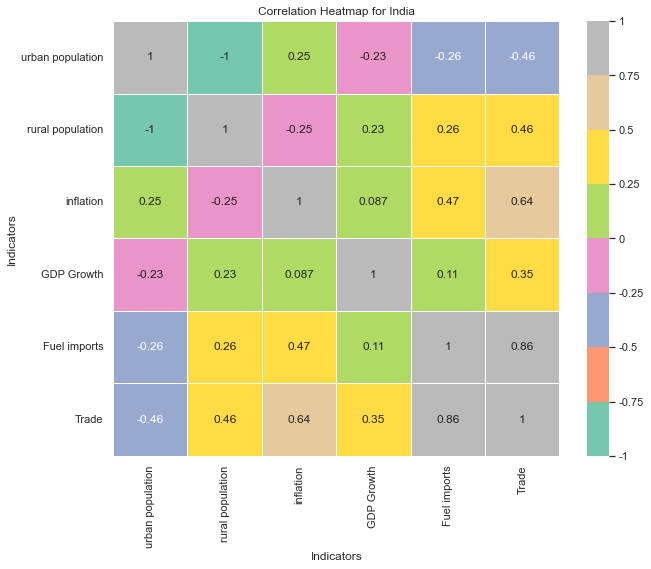 Correlation Heatmap for India
urban population 1 -1 0.25 -0.23 -0.26 -0.46
rural population -1 1 -0.25 0.23 0.26 0.46
inflation 0.25 -0.25 1 0.087 0.47 0.64
GDP Growth -0.23 0.23 0.087 1 0.11 0.35
Fuel imports -0.26 0.26 0.47 0.11 1 0.86
Trade -0.46 0.46 0.64 0.35 0.86 1
Indicators
urban population
rural population
inflation
GDP Growth
Fuel imports
Trade
Indicators
1
0.75
0.5
0.25
0
-0.25
-0.5
-0.75
-1